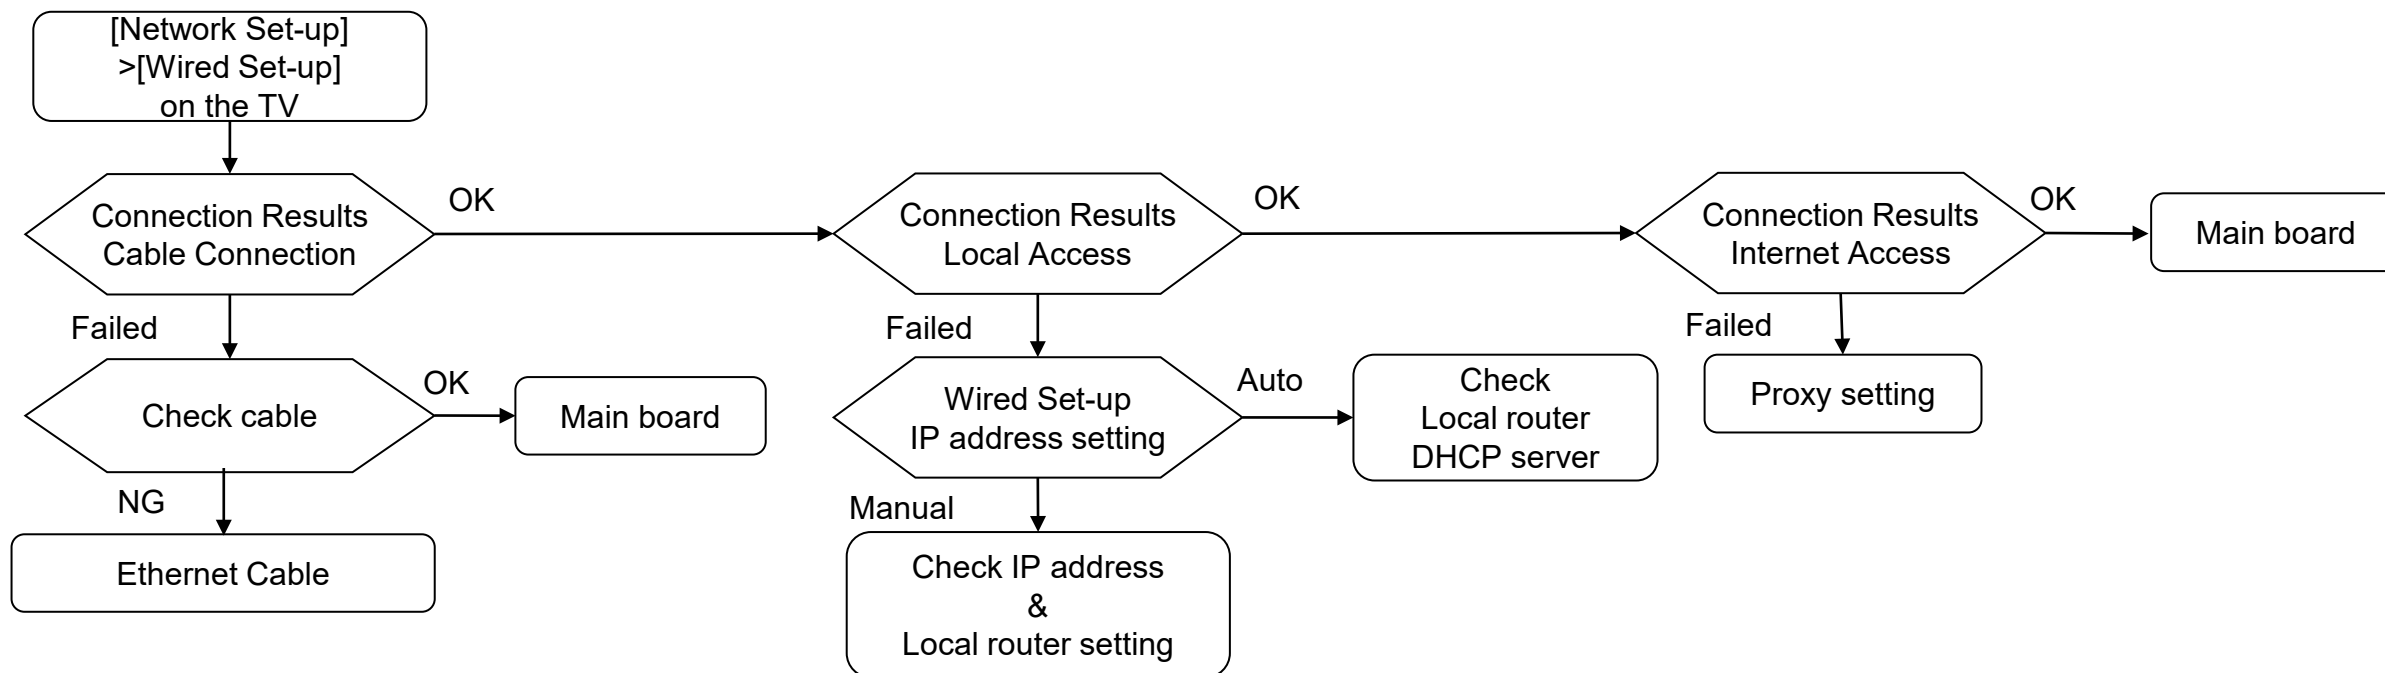 [Network Set-up]
>[Wired Set-up]
on the TV
Connection Results
Cable Connection
OK
Connection Results
Local Access
OK
Connection Results
Internet Access
OK
Main board
Failed
Check cable
OK
Main board
NG
Ethernet Cable
Failed
Wired Set-up
IP address setting
Auto
Check
Local router
DHCP server
Manual
Check IP address
&
Local router setting
Failed
Proxy setting